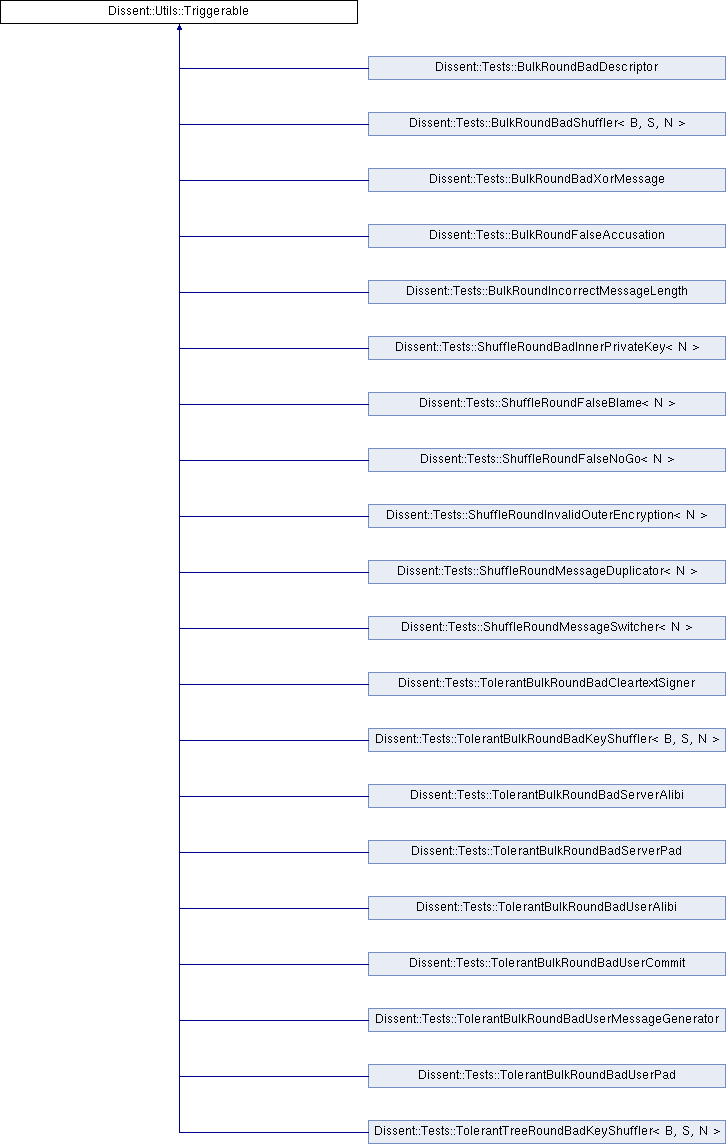 Dissent::Utils::Triggerable
Dissent::Tests::BulkRoundBadDescriptor
Dissent::Tests::BulkRoundBadShuffler< B, S, N >
Dissent::Tests::BulkRoundBadXorMessage
Dissent::Tests::BulkRoundFalseAccusation
Dissent::Tests::BulkRoundIncorrectMessageLength
Dissent::Tests::ShuffleRoundBadInnerPrivateKey< N >
Dissent::Tests::ShuffleRoundFalseBlame< N >
Dissent::Tests::ShuffleRoundFalseNoGo< N >
Dissent::Tests::ShuffleRoundInvalidOuterEncryption< N >
Dissent::Tests::ShuffleRoundMessageDuplicator< N >
Dissent::Tests::ShuffleRoundMessageSwitcher< N >
Dissent::Tests::TolerantBulkRoundBadCleartextSigner
Dissent::Tests::TolerantBulkRoundBadKeyShuffler< B, S, N >
Dissent::Tests::TolerantBulkRoundBadServerAlibi
Dissent::Tests::TolerantBulkRoundBadServerPad
Dissent::Tests::TolerantBulkRoundBadUserAlibi
Dissent::Tests::TolerantBulkRoundBadUserCommit
Dissent::Tests::TolerantBulkRoundBadUserMessageGenerator
Dissent::Tests::TolerantBulkRoundBadUserPad
Dissent::Tests::TolerantTreeRoundBadKeyShuffler< B, S, N >